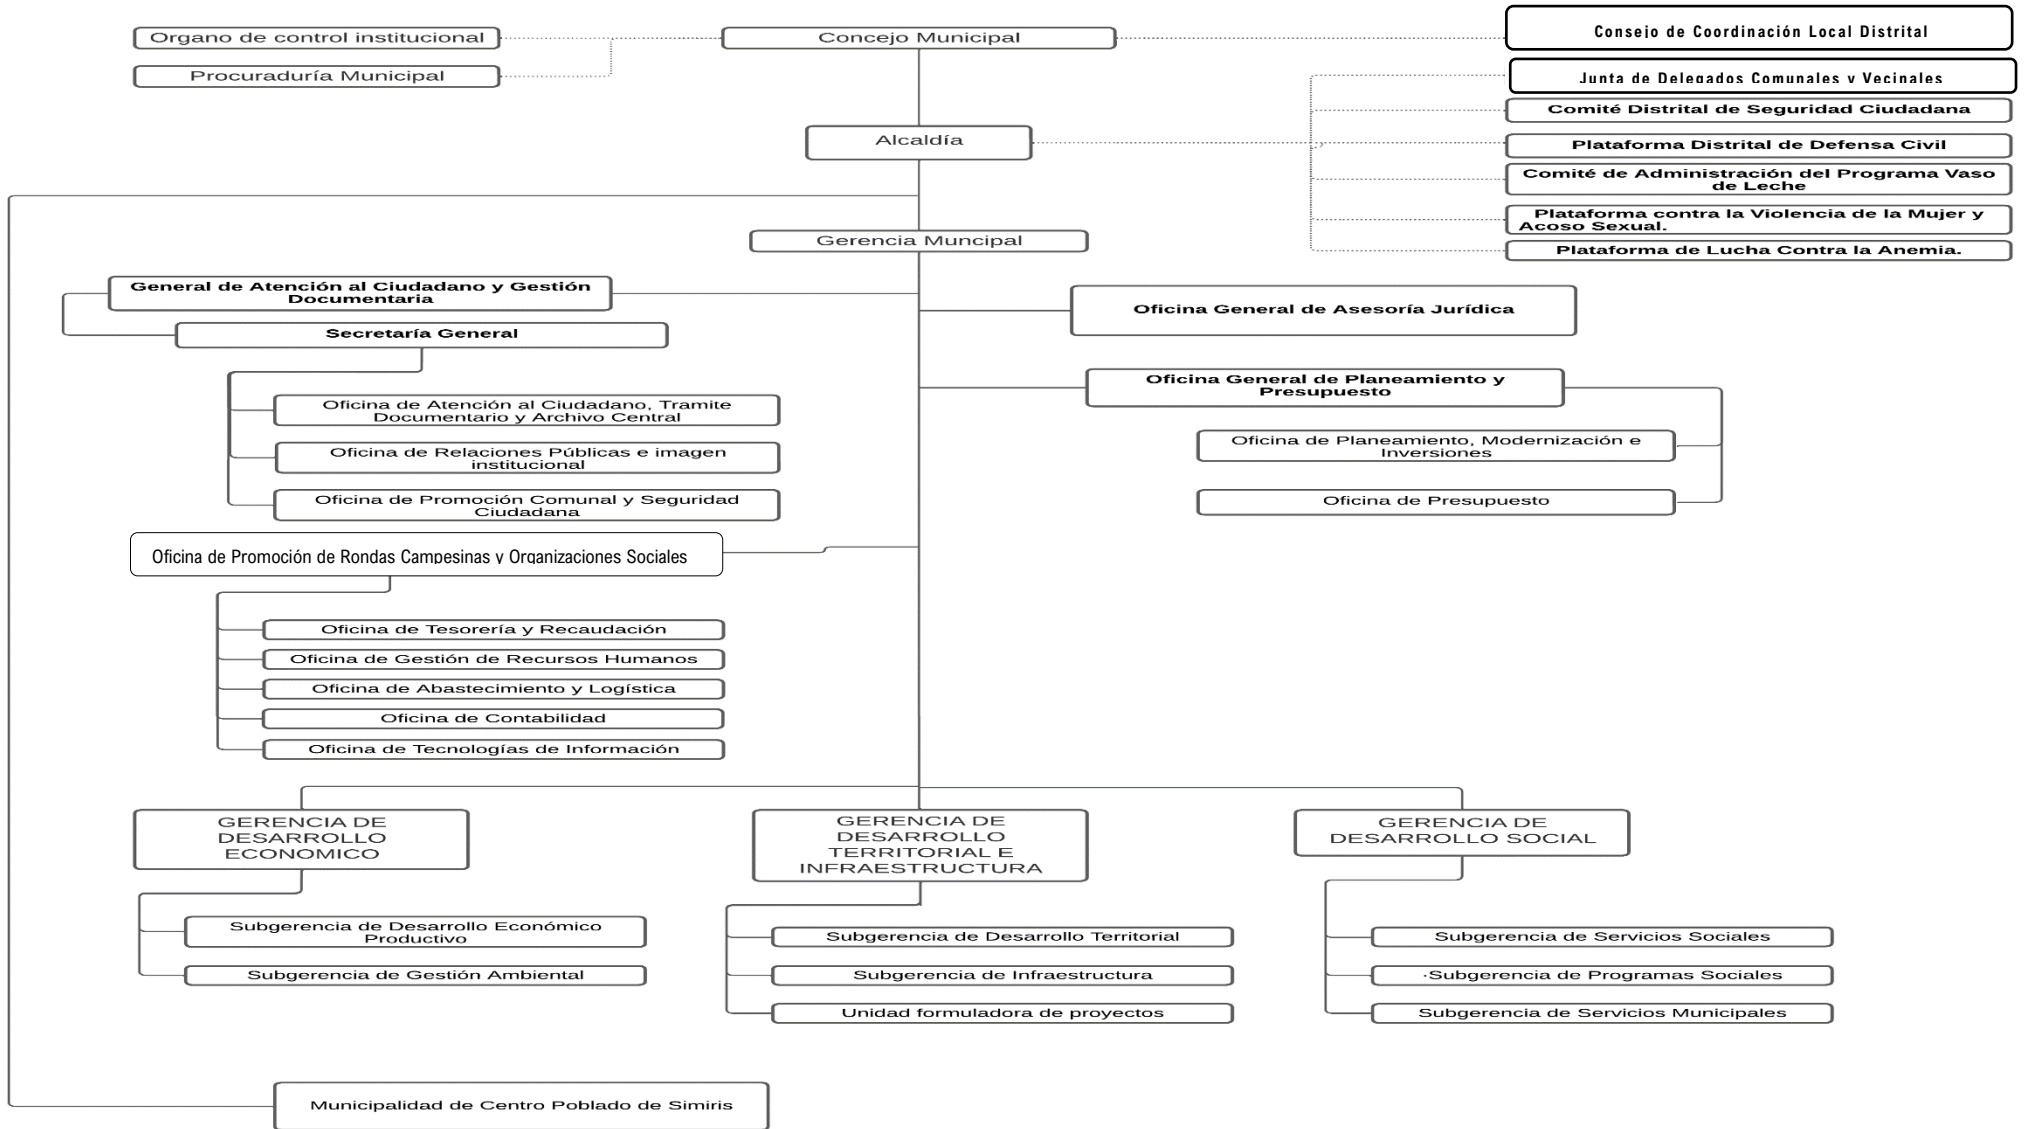 Organo de control institucional
Concejo Municipal
Consejo de Coordinación Local Distrital
Procuraduría Municipal
Junta de Delegados Comunales y Vecinales
Comité Distrital de Seguridad Ciudadana
Alcaldía
Plataforma Distrital de Defensa Civil
Comité de Administración del Programa Vaso
de Leche
Plataforma contra la Violencia de la Mujer y
Acoso Sexual.
Gerencia Muncipal
Plataforma de Lucha Contra la Anemia.
General de Atención al Ciudadano y Gestión
Documentaria
Oficina General de Asesoría Jurídica
Secretaría General
Oficina General de Planeamiento y
Presupuesto
Oficina de Atención al Ciudadano, Tramite
Documentario y Archivo Central
Oficina de Planeamiento, Modernización e
Inversiones
Oficina de Relaciones Públicas e imagen
institucional
Oficina de Promoción Comunal y Seguridad
Ciudadana
Oficina de Presupuesto
Oficina de Promoción de Rondas Campesinas y Organizaciones Sociales
Oficina de Tesorería y Recaudación
Oficina de Gestión de Recursos Humanos
Oficina de Abastecimiento y Logística
Oficina de Contabilidad
Oficina de Tecnologías de Información
GERENCIA DE
DESARROLLO
ECONOMICO
GERENCIA DE
DESARROLLO
TERRITORIAL E
INFRAESTRUCTURA
GERENCIA DE
DESARROLLO SOCIAL
Subgerencia de Desarrollo Económico
Productivo
Subgerencia de Gestión Ambiental
Subgerencia de Desarrollo Territorial
Subgerencia de Infraestructura
Unidad formuladora de proyectos
Subgerencia de Servicios Sociales
·Subgerencia de Programas Sociales
Subgerencia de Servicios Municipales
Municipalidad de Centro Poblado de Simiris